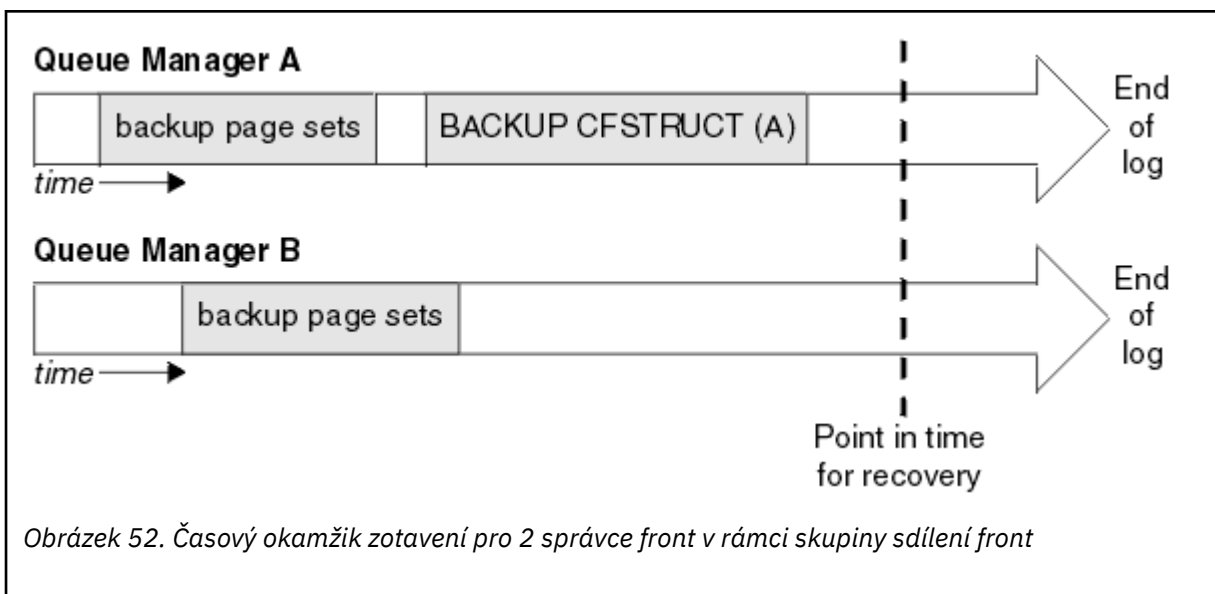 Queue Manager A
backup page sets
BACKUP CFSTRUCT (A)
End
of
log
time
Queue Manager B
backup page sets
End
of
log
time
Point in time
for recovery
Obrázek 52. Časový okamžik zotavení pro 2 správce front v rámci skupiny sdílení front